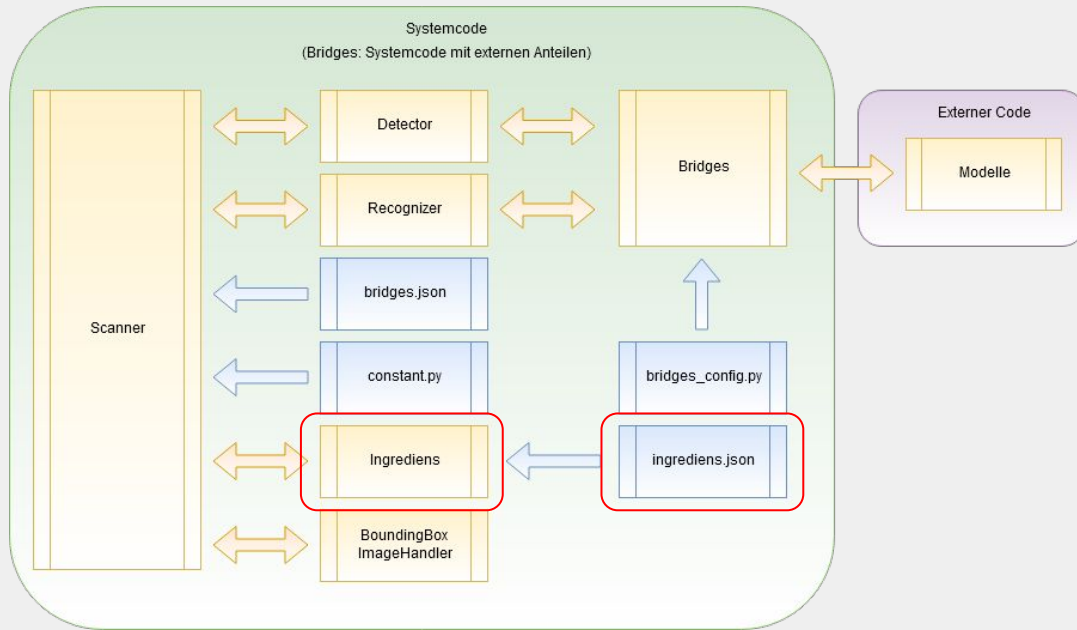 Systemcode
(Bridges: Systemcode mit externen Anteilen)
Externer Code
Detector
Bridges
Modelle
Recognizer
bridges.json
Scanner
constant.py
bridges_config.py
Ingrediens
ingrediens.json
BoundingBox
ImageHandler